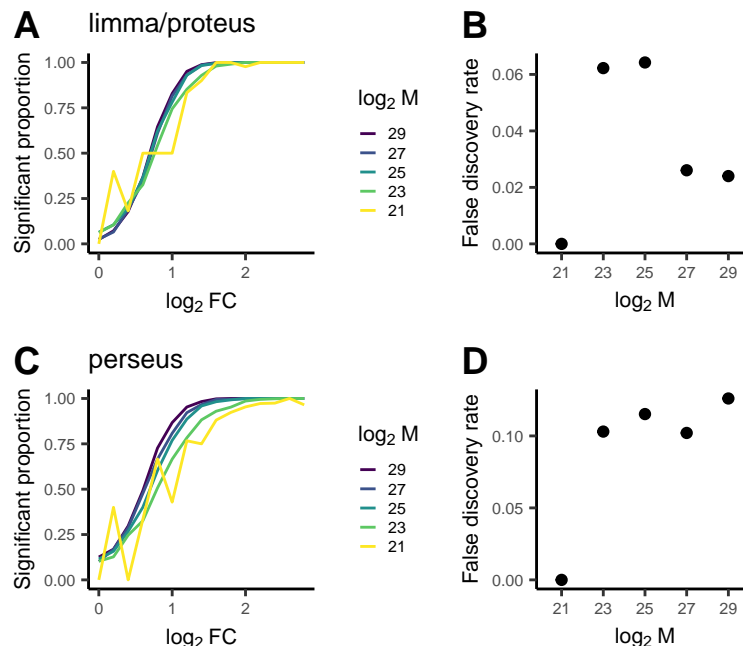 A
limma/proteus
Significant proportion
1.00
0.75
0.50
0.25
0.00
0
1
2
log2 FC
log2 M
29
27
25
23
21
B
False discovery rate
0.06
0.04
0.02
0.00
21
23
25
27
29
log2 M
C
perseus
Significant proportion
1.00
0.75
0.50
0.25
0.00
0
1
2
log2 FC
log2 M
29
27
25
23
21
D
False discovery rate
0.10
0.05
0.00
21
23
25
27
29
log2 M